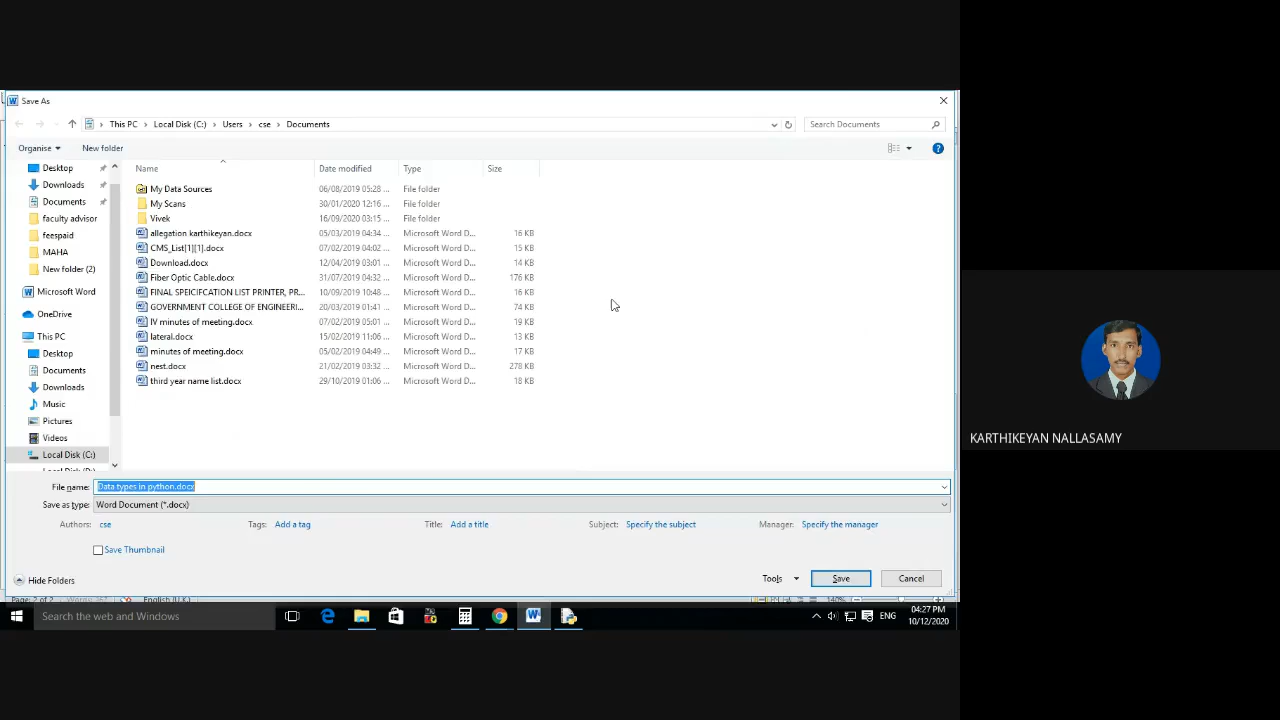 Save As
This PC > Local Disk (C:) > Users > cse > Documents
Search Documents
Organise
New folder
Name Date modified Type Size
Desktop
Downloads
Documents
faculty advisor
feespaid
MAHA
New folder (2)
Microsoft Word
OneDrive
This PC
Desktop
Documents
Downloads
Music
Pictures
Videos
Local Disk (C:)
My Data Sources 06/08/2019 05:28 ... File folder
My Scans 30/01/2020 12:16 ... File folder
Vivek 16/09/2020 03:15 ... File folder
allegation karthikeyan.docx 05/03/2019 04:34 ... Microsoft Word D... 16 KB
CMS_List[1][1].docx 07/02/2019 04:02 ... Microsoft Word D... 15 KB
Download.docx 12/04/2019 03:01 ... Microsoft Word D... 14 KB
Fiber Optic Cable.docx 31/07/2019 04:32 ... Microsoft Word D... 176 KB
FINAL SPEICIFCATION LIST PRINTER, PR... 10/09/2019 10:48 ... Microsoft Word D... 16 KB
GOVERNMENT COLLEGE OF ENGINEERI... 20/03/2019 01:41 ... Microsoft Word D... 74 KB
IV minutes of meeting.docx 07/02/2019 05:01 ... Microsoft Word D... 19 KB
lateral.docx 15/02/2019 11:06 ... Microsoft Word D... 13 KB
minutes of meeting.docx 05/02/2019 04:49 ... Microsoft Word D... 17 KB
nest.docx 21/02/2019 03:32 ... Microsoft Word D... 278 KB
third year name list.docx 29/10/2019 01:06 ... Microsoft Word D... 18 KB
File name: Data types in python.docx
Save as type: Word Document (*.docx)
Authors: cse Tags: Add a tag Title: Add a title Subject: Specify the subject Manager: Specify the manager
Save Thumbnail
Hide Folders
Tools
Save
Cancel
English (U.K.)
Search the web and Windows
ENG
04:27 PM
10/12/2020
KARTHIKEYAN NALLASAMY